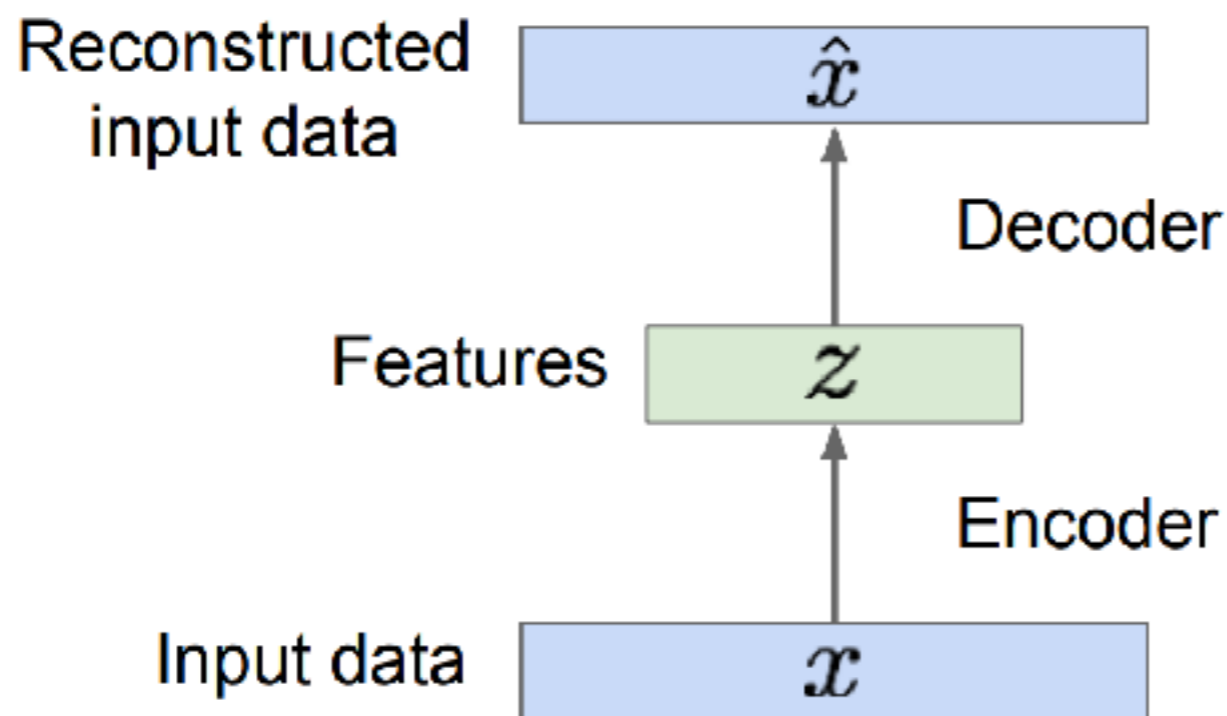 Reconstructed
input data
x̂
Decoder
Features
z
Encoder
Input data
x